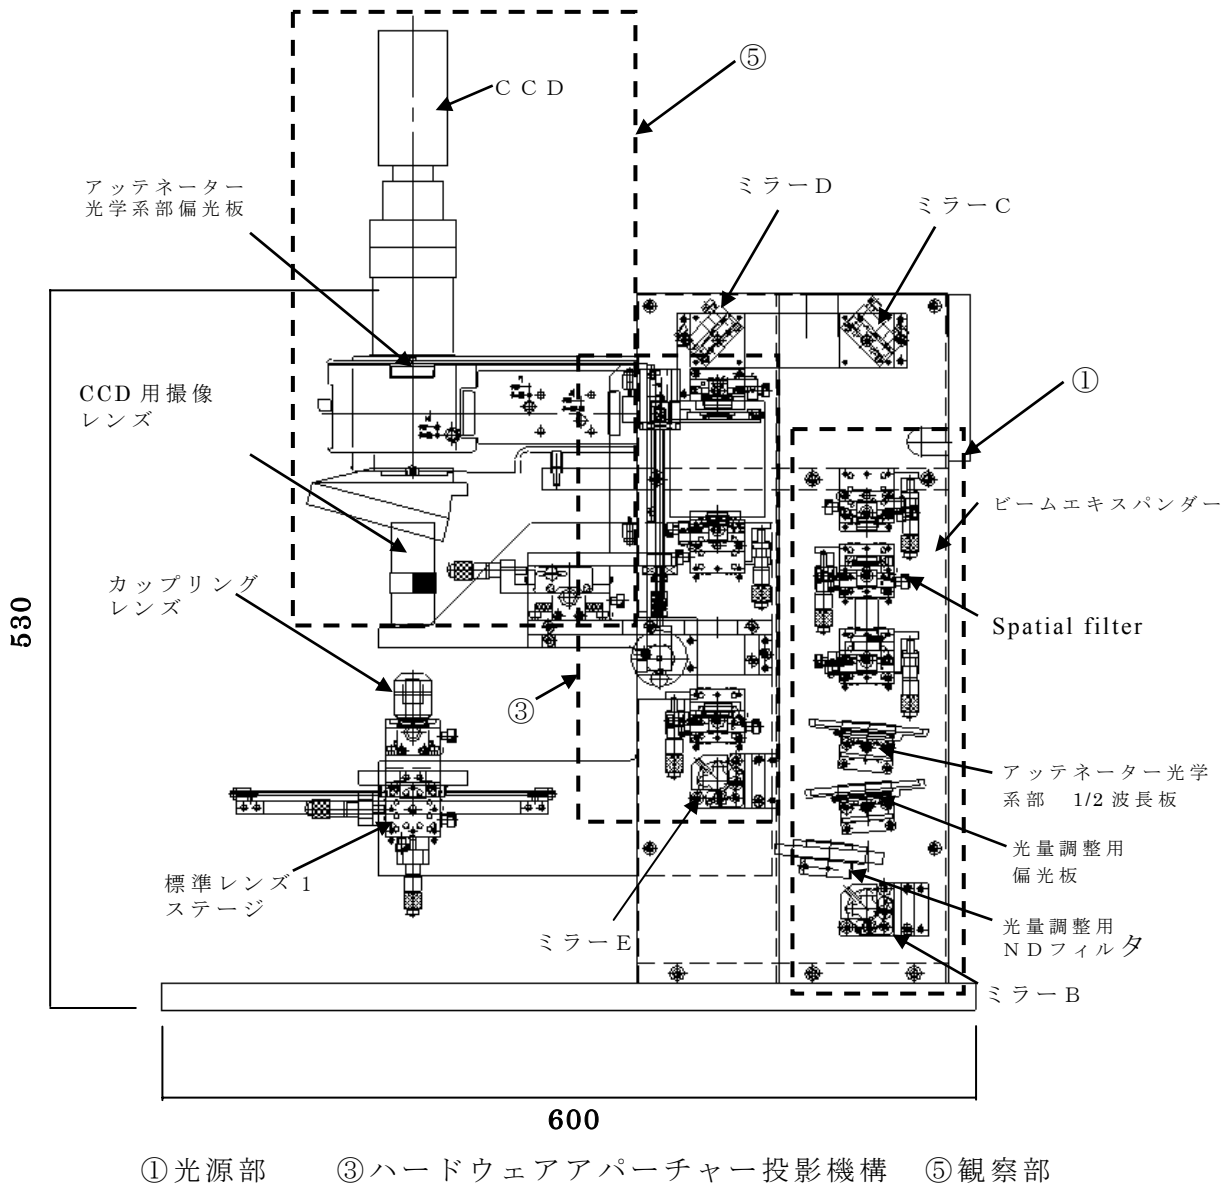 ⑤
CCD
アッテネーター
光学系部偏光板
ミラーD
ミラーC
①
CCD用撮像
レンズ
ビームエキスパンダー
カップリング
レンズ
530
Spatial filter
③
アッテネーター光学
系部 1/2波長板
光量調整用
偏光板
標準レンズ1
ステージ
ミラーE
光量調整用
NDフィルタ
ミラーB
600
①光源部 ③ハードウェアアパーチャー投影機構 ⑤観察部